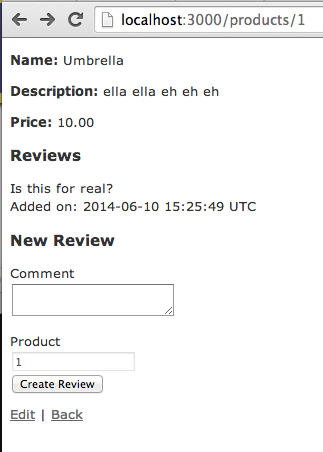 localhost:3000/products/1
Name: Umbrella
Description: ella ella eh eh eh
Price: 10.00
Reviews
Is this for real?
Added on: 2014-06-10 15:25:49 UTC
New Review
Comment
Product
1
Create Review
Edit | Back